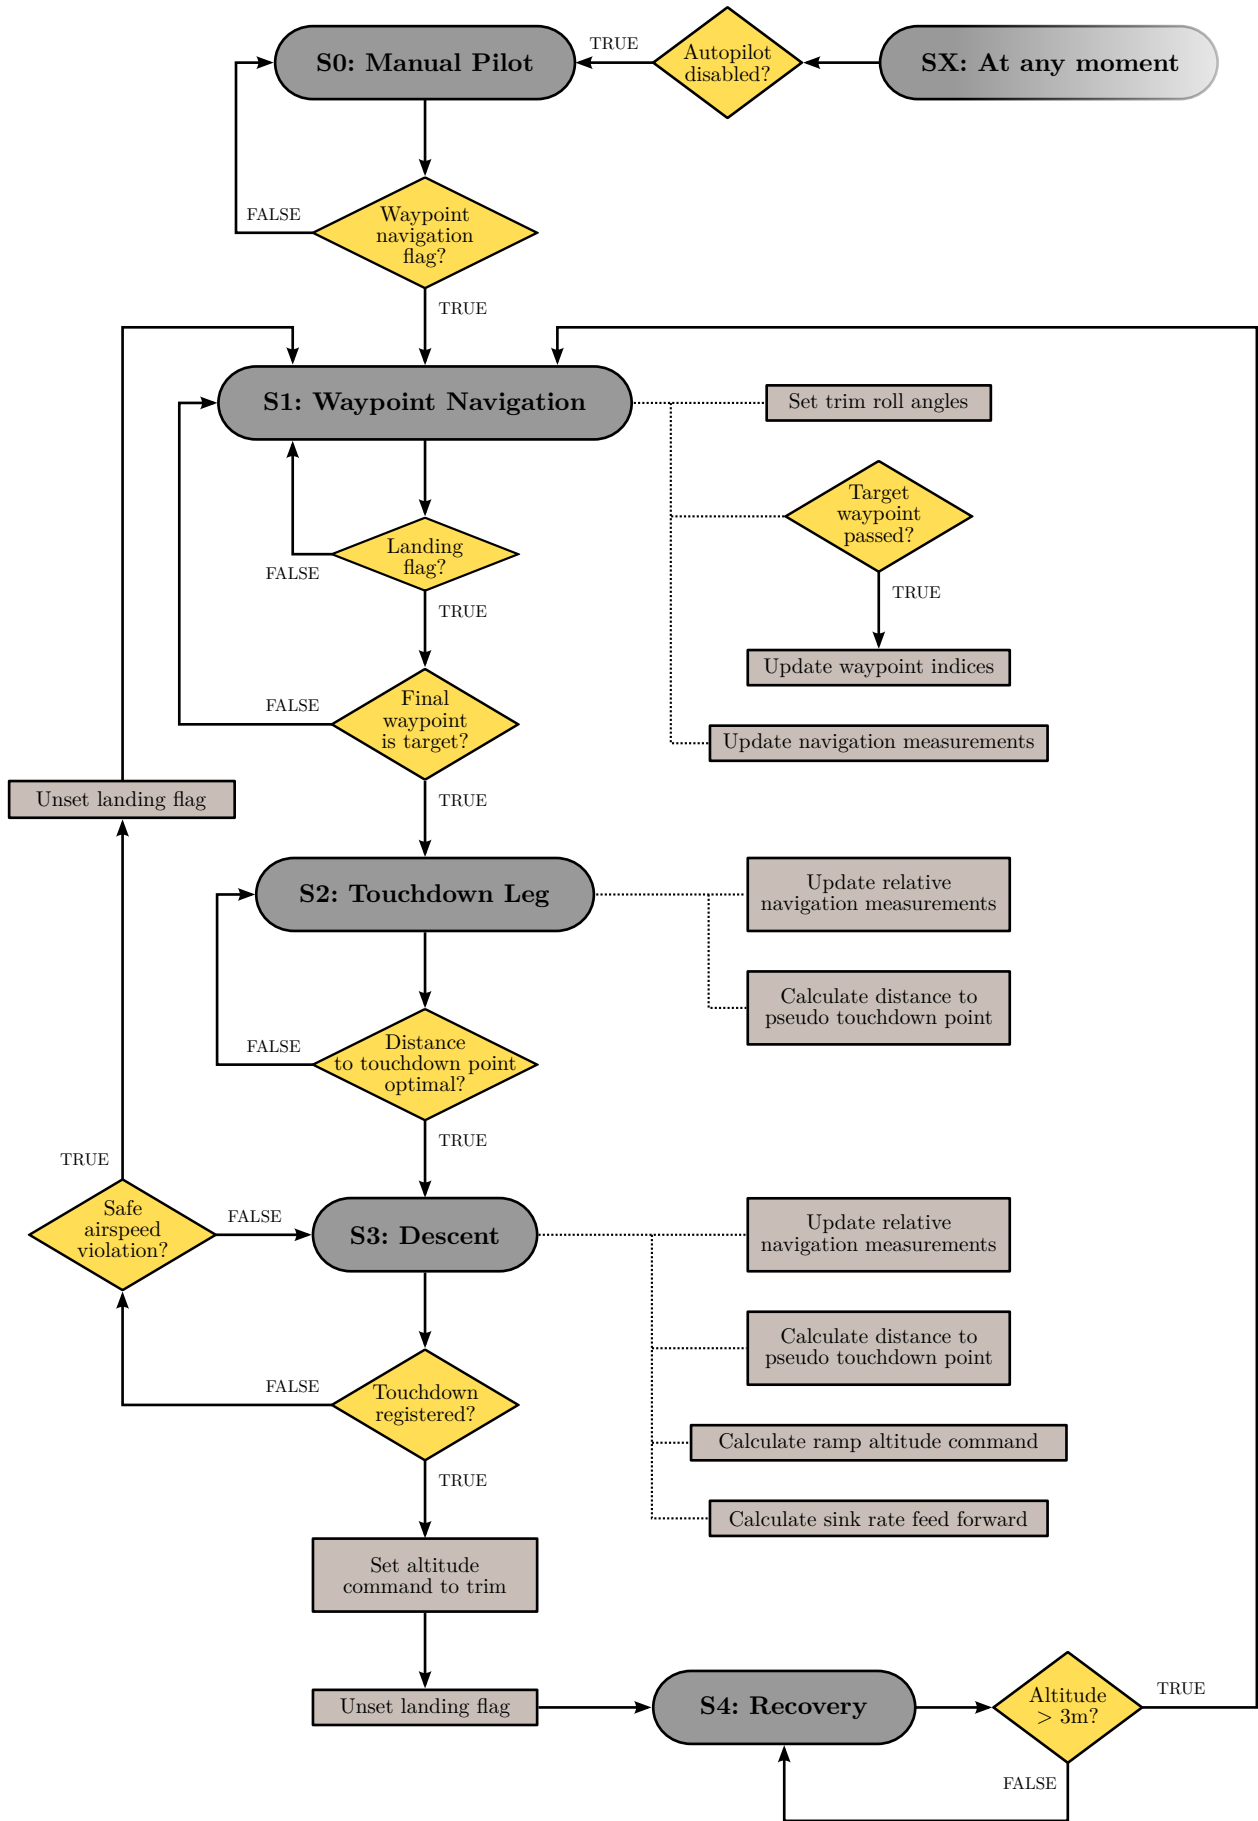 S0: Manual Pilot
TRUE
Autopilot
disabled?
SX: At any moment
FALSE
Waypoint
navigation
flag?
TRUE
S1: Waypoint Navigation
Set trim roll angles
Target
waypoint
passed?
TRUE
Update waypoint indices
Update navigation measurements
Landing
flag?
FALSE
TRUE
FALSE
Final
waypoint
is target?
TRUE
Unset landing flag
S2: Touchdown Leg
Update relative
navigation measurements
Calculate distance to
pseudo touchdown point
FALSE
Distance
to touchdown point
optimal?
TRUE
TRUE
Safe
airspeed
violation?
FALSE
S3: Descent
Update relative
navigation measurements
Calculate distance to
pseudo touchdown point
Calculate ramp altitude command
Calculate sink rate feed forward
FALSE
Touchdown
registered?
TRUE
Set altitude
command to trim
Unset landing flag
S4: Recovery
Altitude
> 3m?
TRUE
FALSE